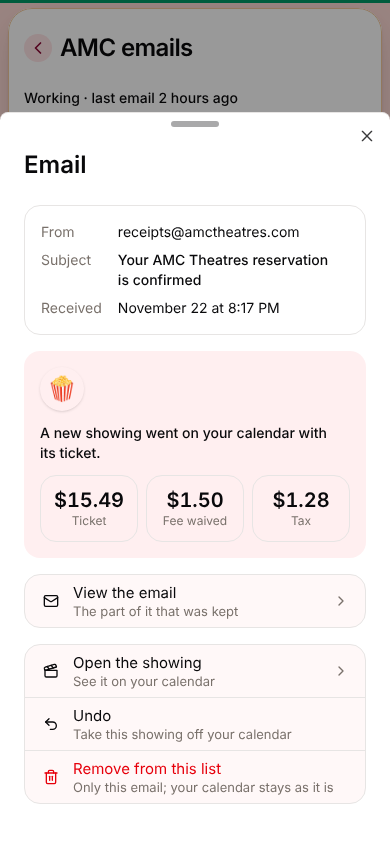 AMC emails
Working · last email 2 hours ago
Email
From receipts@amctheatres.com
Subject Your AMC Theatres reservation
is confirmed
Received November 22 at 8:17 PM
A new showing went on your calendar with
its ticket.
$15.49 $1.50 $1.28
Ticket Fee waived Tax
View the email
The part of it that was kept
Open the showing
See it on your calendar
Undo
Take this showing off your calendar
Remove from this list
Only this email; your calendar stays as it is